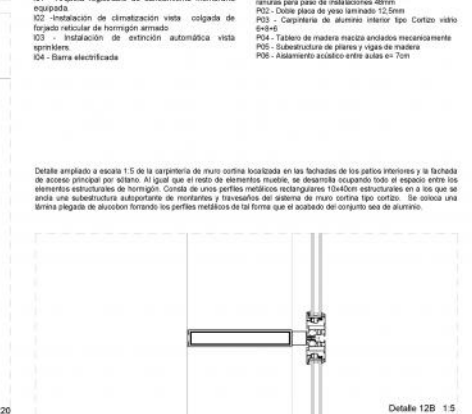 equipada
I02 -Instalación de climatización vista colgada de
forjado reticular de hormigón armado
I03 - Instalación de extinción automática vista
sprinklers.
I04 - Barra electrificada
ranuras para paso de instalaciones 48mm
P02 - Doble placa de yeso laminado 12,5mm
P03 - Carpintería de aluminio interior tipo Cortizo vidrio
6+8+6
P04 - Tablero de madera maciza anclados mecanicamente
P05 - Subestructura de pilares y vigas de madera
P06 - Aislamiento acústico entre aulas e= 7cm
Detalle ampliado a escala 1:5 de la carpintería de muro cortina localizada en las fachadas de los patios interiores y la fachada
de acceso principal por sótano. Al igual que el resto de elementos mueble, se desarrolla ocupando todo el espacio entre los
elementos estructurales de hormigón. Consta de unos perfiles metálicos rectangulares 10x40cm estructurales en a los que se
ancla una subestructura autoportante de montantes y travesaños del sistema de muro cortina tipo cortizo. Se coloca una
lámina plegada de alucobon forrando los perfiles metálicos de tal forma que el acabado del conjunto sea de aluminio.
20
Detalle 12B 1:5